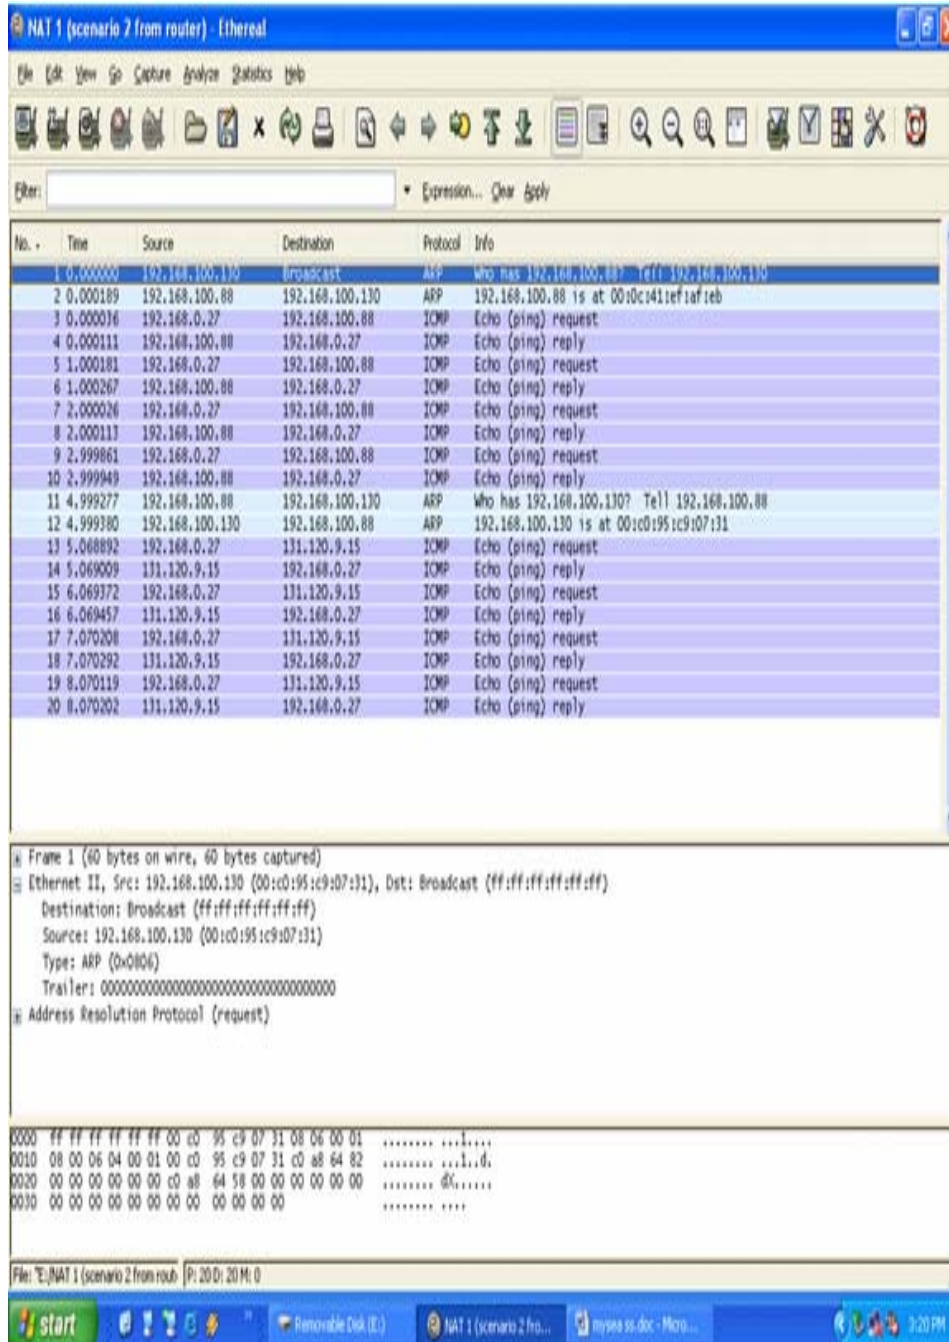 NAT 1 (scenario 2 from router) - Ethereal
File Edit View Go Capture Analyze Statistics Help
Filter: Expression... Clear Apply
No. Time Source Destination Protocol Info
1 0.000000 192.168.100.130 Broadcast ARP Who has 192.168.100.88? Tell 192.168.100.130
2 0.000189 192.168.100.88 192.168.100.130 ARP 192.168.100.88 is at 00:0c:41:ef:af:eb
3 0.000036 192.168.0.27 192.168.100.88 ICMP Echo (ping) request
4 0.000111 192.168.100.88 192.168.0.27 ICMP Echo (ping) reply
5 1.000181 192.168.0.27 192.168.100.88 ICMP Echo (ping) request
6 1.000267 192.168.100.88 192.168.0.27 ICMP Echo (ping) reply
7 2.000026 192.168.0.27 192.168.100.88 ICMP Echo (ping) request
8 2.000113 192.168.100.88 192.168.0.27 ICMP Echo (ping) reply
9 2.999861 192.168.0.27 192.168.100.88 ICMP Echo (ping) request
10 2.999949 192.168.100.88 192.168.0.27 ICMP Echo (ping) reply
11 4.999277 192.168.100.88 192.168.100.130 ARP Who has 192.168.100.130? Tell 192.168.100.88
12 4.999380 192.168.100.130 192.168.100.88 ARP 192.168.100.130 is at 00:c0:95:c9:07:31
13 5.068892 192.168.0.27 131.120.9.15 ICMP Echo (ping) request
14 5.069009 131.120.9.15 192.168.0.27 ICMP Echo (ping) reply
15 6.069372 192.168.0.27 131.120.9.15 ICMP Echo (ping) request
16 6.069457 131.120.9.15 192.168.0.27 ICMP Echo (ping) reply
17 7.070208 192.168.0.27 131.120.9.15 ICMP Echo (ping) request
18 7.070292 131.120.9.15 192.168.0.27 ICMP Echo (ping) reply
19 8.070119 192.168.0.27 131.120.9.15 ICMP Echo (ping) request
20 8.070202 131.120.9.15 192.168.0.27 ICMP Echo (ping) reply
Frame 1 (60 bytes on wire, 60 bytes captured)
Ethernet II, Src: 192.168.100.130 (00:c0:95:c9:07:31), Dst: Broadcast (ff:ff:ff:ff:ff:ff)
Destination: Broadcast (ff:ff:ff:ff:ff:ff)
Source: 192.168.100.130 (00:c0:95:c9:07:31)
Type: ARP (0x0806)
Trailer: 000000000000000000000000000000000000
Address Resolution Protocol (request)
0000 ff ff ff ff ff ff 00 c0 95 c9 07 31 08 06 00 01 ........ ...1....
0010 08 00 06 04 00 01 00 c0 95 c9 07 31 c0 a8 64 82 ........ ...1..d.
0020 00 00 00 00 00 00 c0 a8 64 58 00 00 00 00 00 00 ........ dX......
0030 00 00 00 00 00 00 00 00 00 00 00 00 ........ ....
File: "E:/NAT 1 (scenario 2 from rout P: 20 D: 20 M: 0
start Removable Disk (E:) NAT 1 (scenario 2 fro... mysea ss.doc - Micro... 3:20 PM